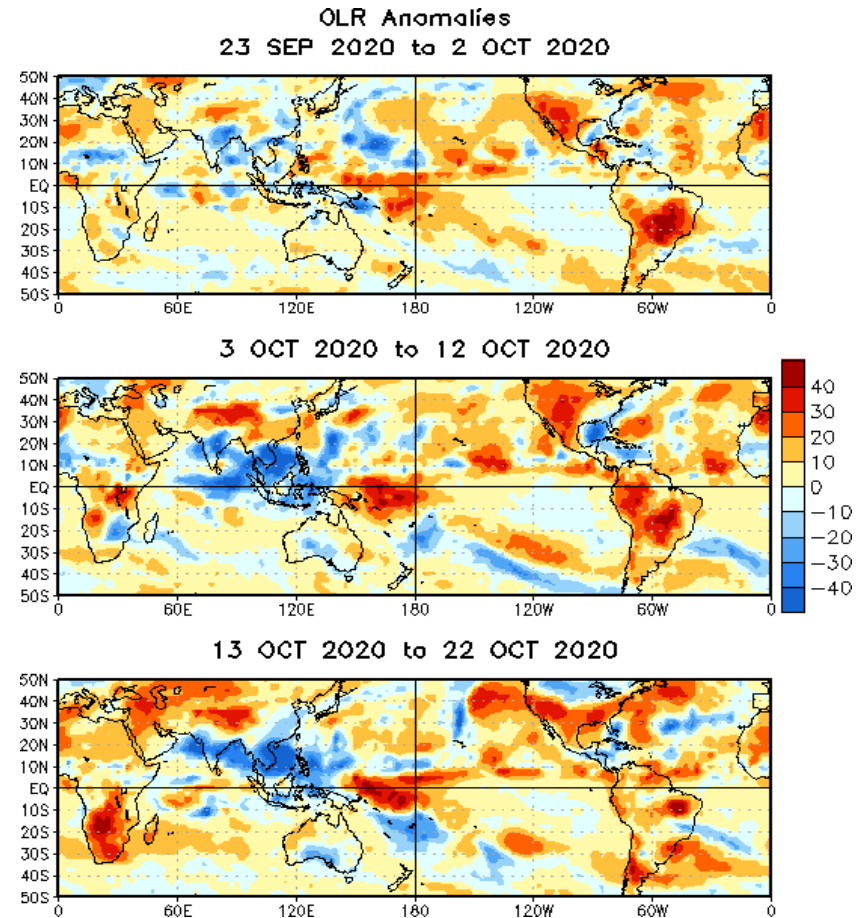 OLR Anomalies
23 SEP 2020 to 2 OCT 2020
50N
40N
30N
20N
10N
EQ
10S
20S
30S
40S
50S
0 60E 120E 180 120W 60W 0
3 OCT 2020 to 12 OCT 2020
50N
40N
30N
20N
10N
EQ
10S
20S
30S
40S
50S
0 60E 120E 180 120W 60W 0
40
30
20
10
0
-10
-20
-30
-40
13 OCT 2020 to 22 OCT 2020
50N
40N
30N
20N
10N
EQ
10S
20S
30S
40S
50S
0 60E 120E 180 120W 60W 0